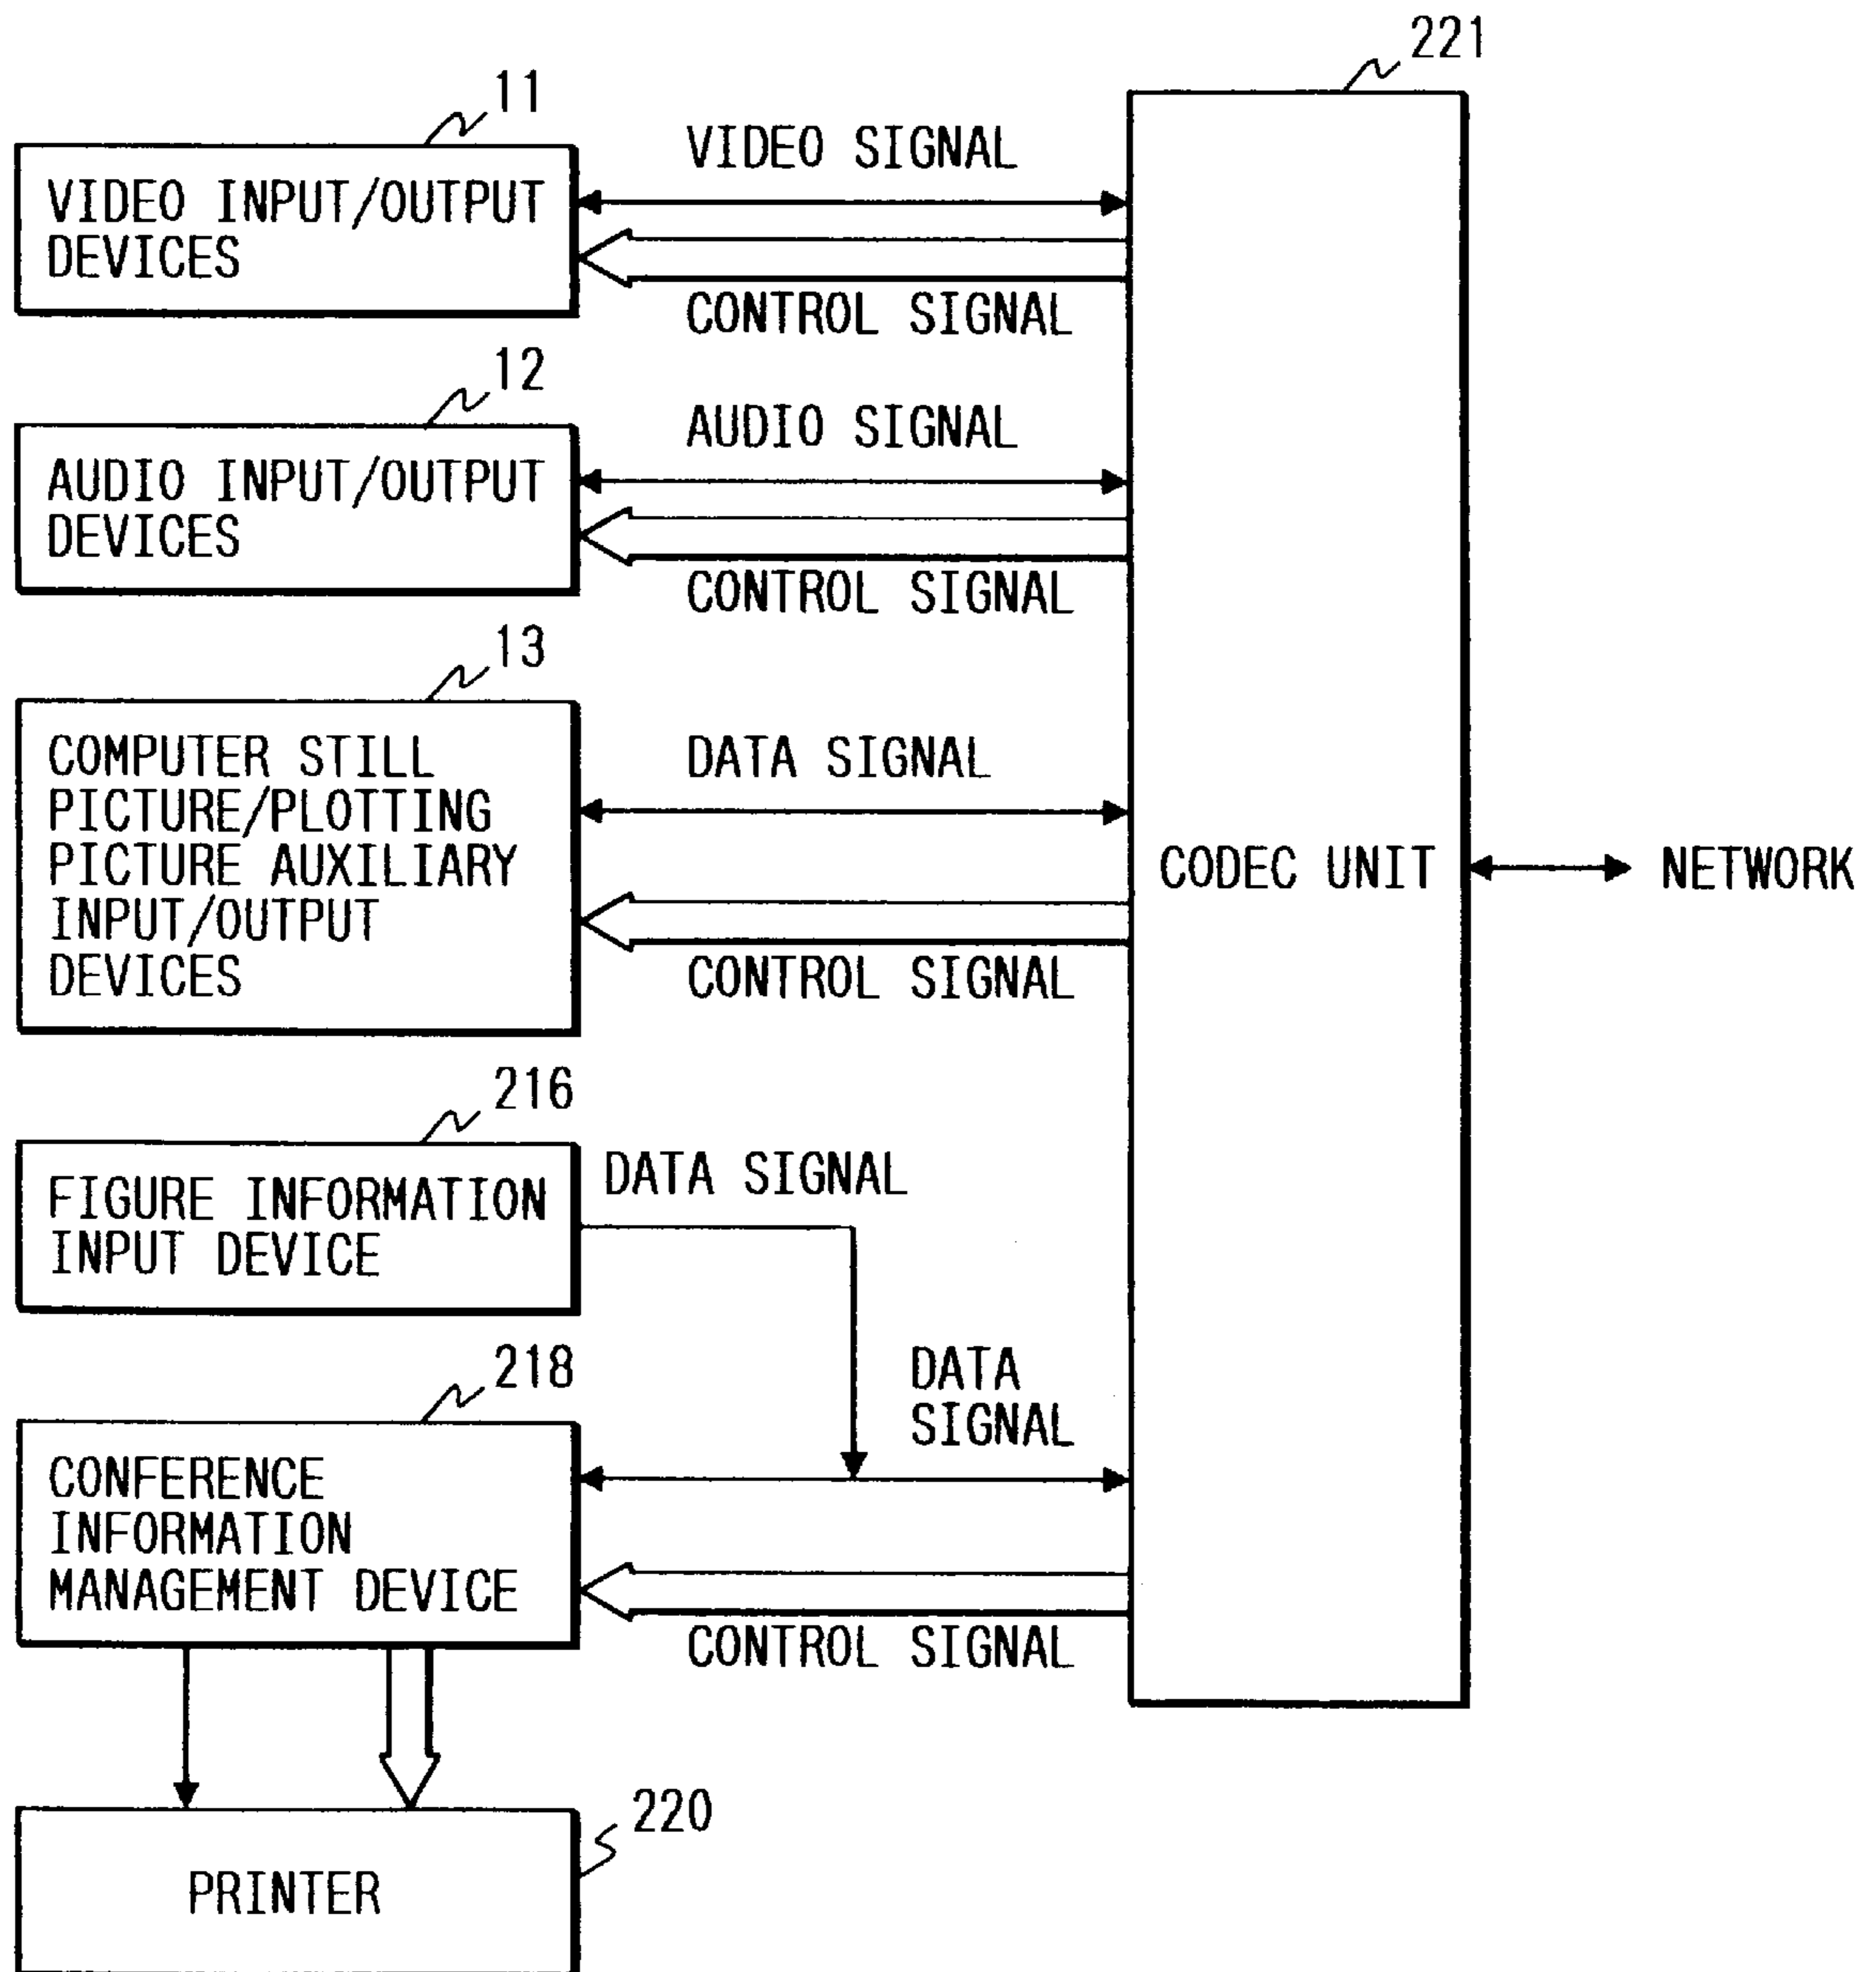 221
11
VIDEO INPUT/OUTPUT
DEVICES
VIDEO SIGNAL
CONTROL SIGNAL
12
AUDIO INPUT/OUTPUT
DEVICES
AUDIO SIGNAL
CONTROL SIGNAL
13
COMPUTER STILL
PICTURE/PLOTTING
PICTURE AUXILIARY
INPUT/OUTPUT
DEVICES
DATA SIGNAL
CONTROL SIGNAL
CODEC UNIT
NETWORK
216
FIGURE INFORMATION
INPUT DEVICE
DATA SIGNAL
218
CONFERENCE
INFORMATION
MANAGEMENT DEVICE
DATA
SIGNAL
CONTROL SIGNAL
220
PRINTER